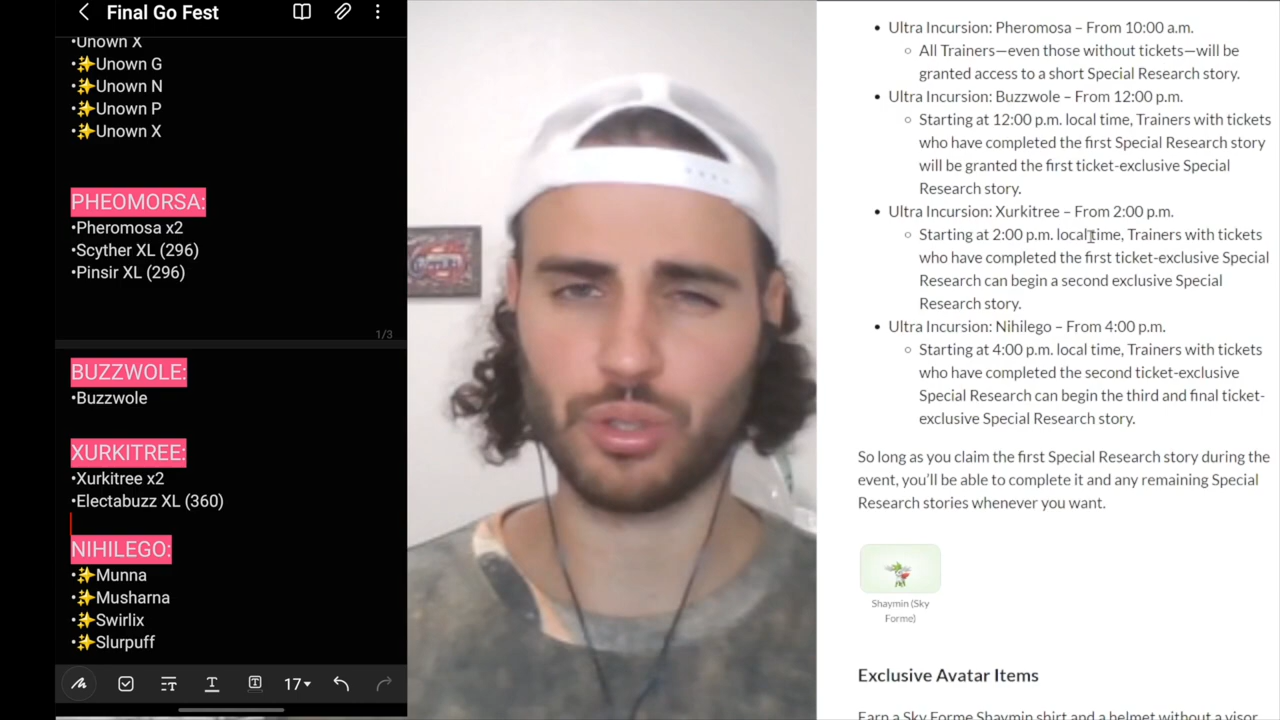 Final Go Fest
•Unown X
•✨Unown G
•✨Unown N
•✨Unown P
•✨Unown X
PHEOMORSA:
•Pheromosa x2
•Scyther XL (296)
•Pinsir XL (296)
1/3
BUZZWOLE:
•Buzzwole
XURKITREE:
•Xurkitree x2
•Electabuzz XL (360)
NIHILEGO:
•✨Munna
•✨Musharna
•✨Swirlix
•✨Slurpuff
17
• Ultra Incursion: Pheromosa – From 10:00 a.m.
○ All Trainers—even those without tickets—will be
granted access to a short Special Research story.
• Ultra Incursion: Buzzwole – From 12:00 p.m.
○ Starting at 12:00 p.m. local time, Trainers with tickets
who have completed the first Special Research story
will be granted the first ticket-exclusive Special
Research story.
• Ultra Incursion: Xurkitree – From 2:00 p.m.
○ Starting at 2:00 p.m. local time, Trainers with tickets
who have completed the first ticket-exclusive Special
Research can begin a second exclusive Special
Research story.
• Ultra Incursion: Nihilego – From 4:00 p.m.
○ Starting at 4:00 p.m. local time, Trainers with tickets
who have completed the second ticket-exclusive
Special Research can begin the third and final ticket-
exclusive Special Research story.
So long as you claim the first Special Research story during the
event, you'll be able to complete it and any remaining Special
Research stories whenever you want.
Shaymin (Sky
Forme)
Exclusive Avatar Items
Earn a Sky Forme Shaymin shirt and a helmet without a visor